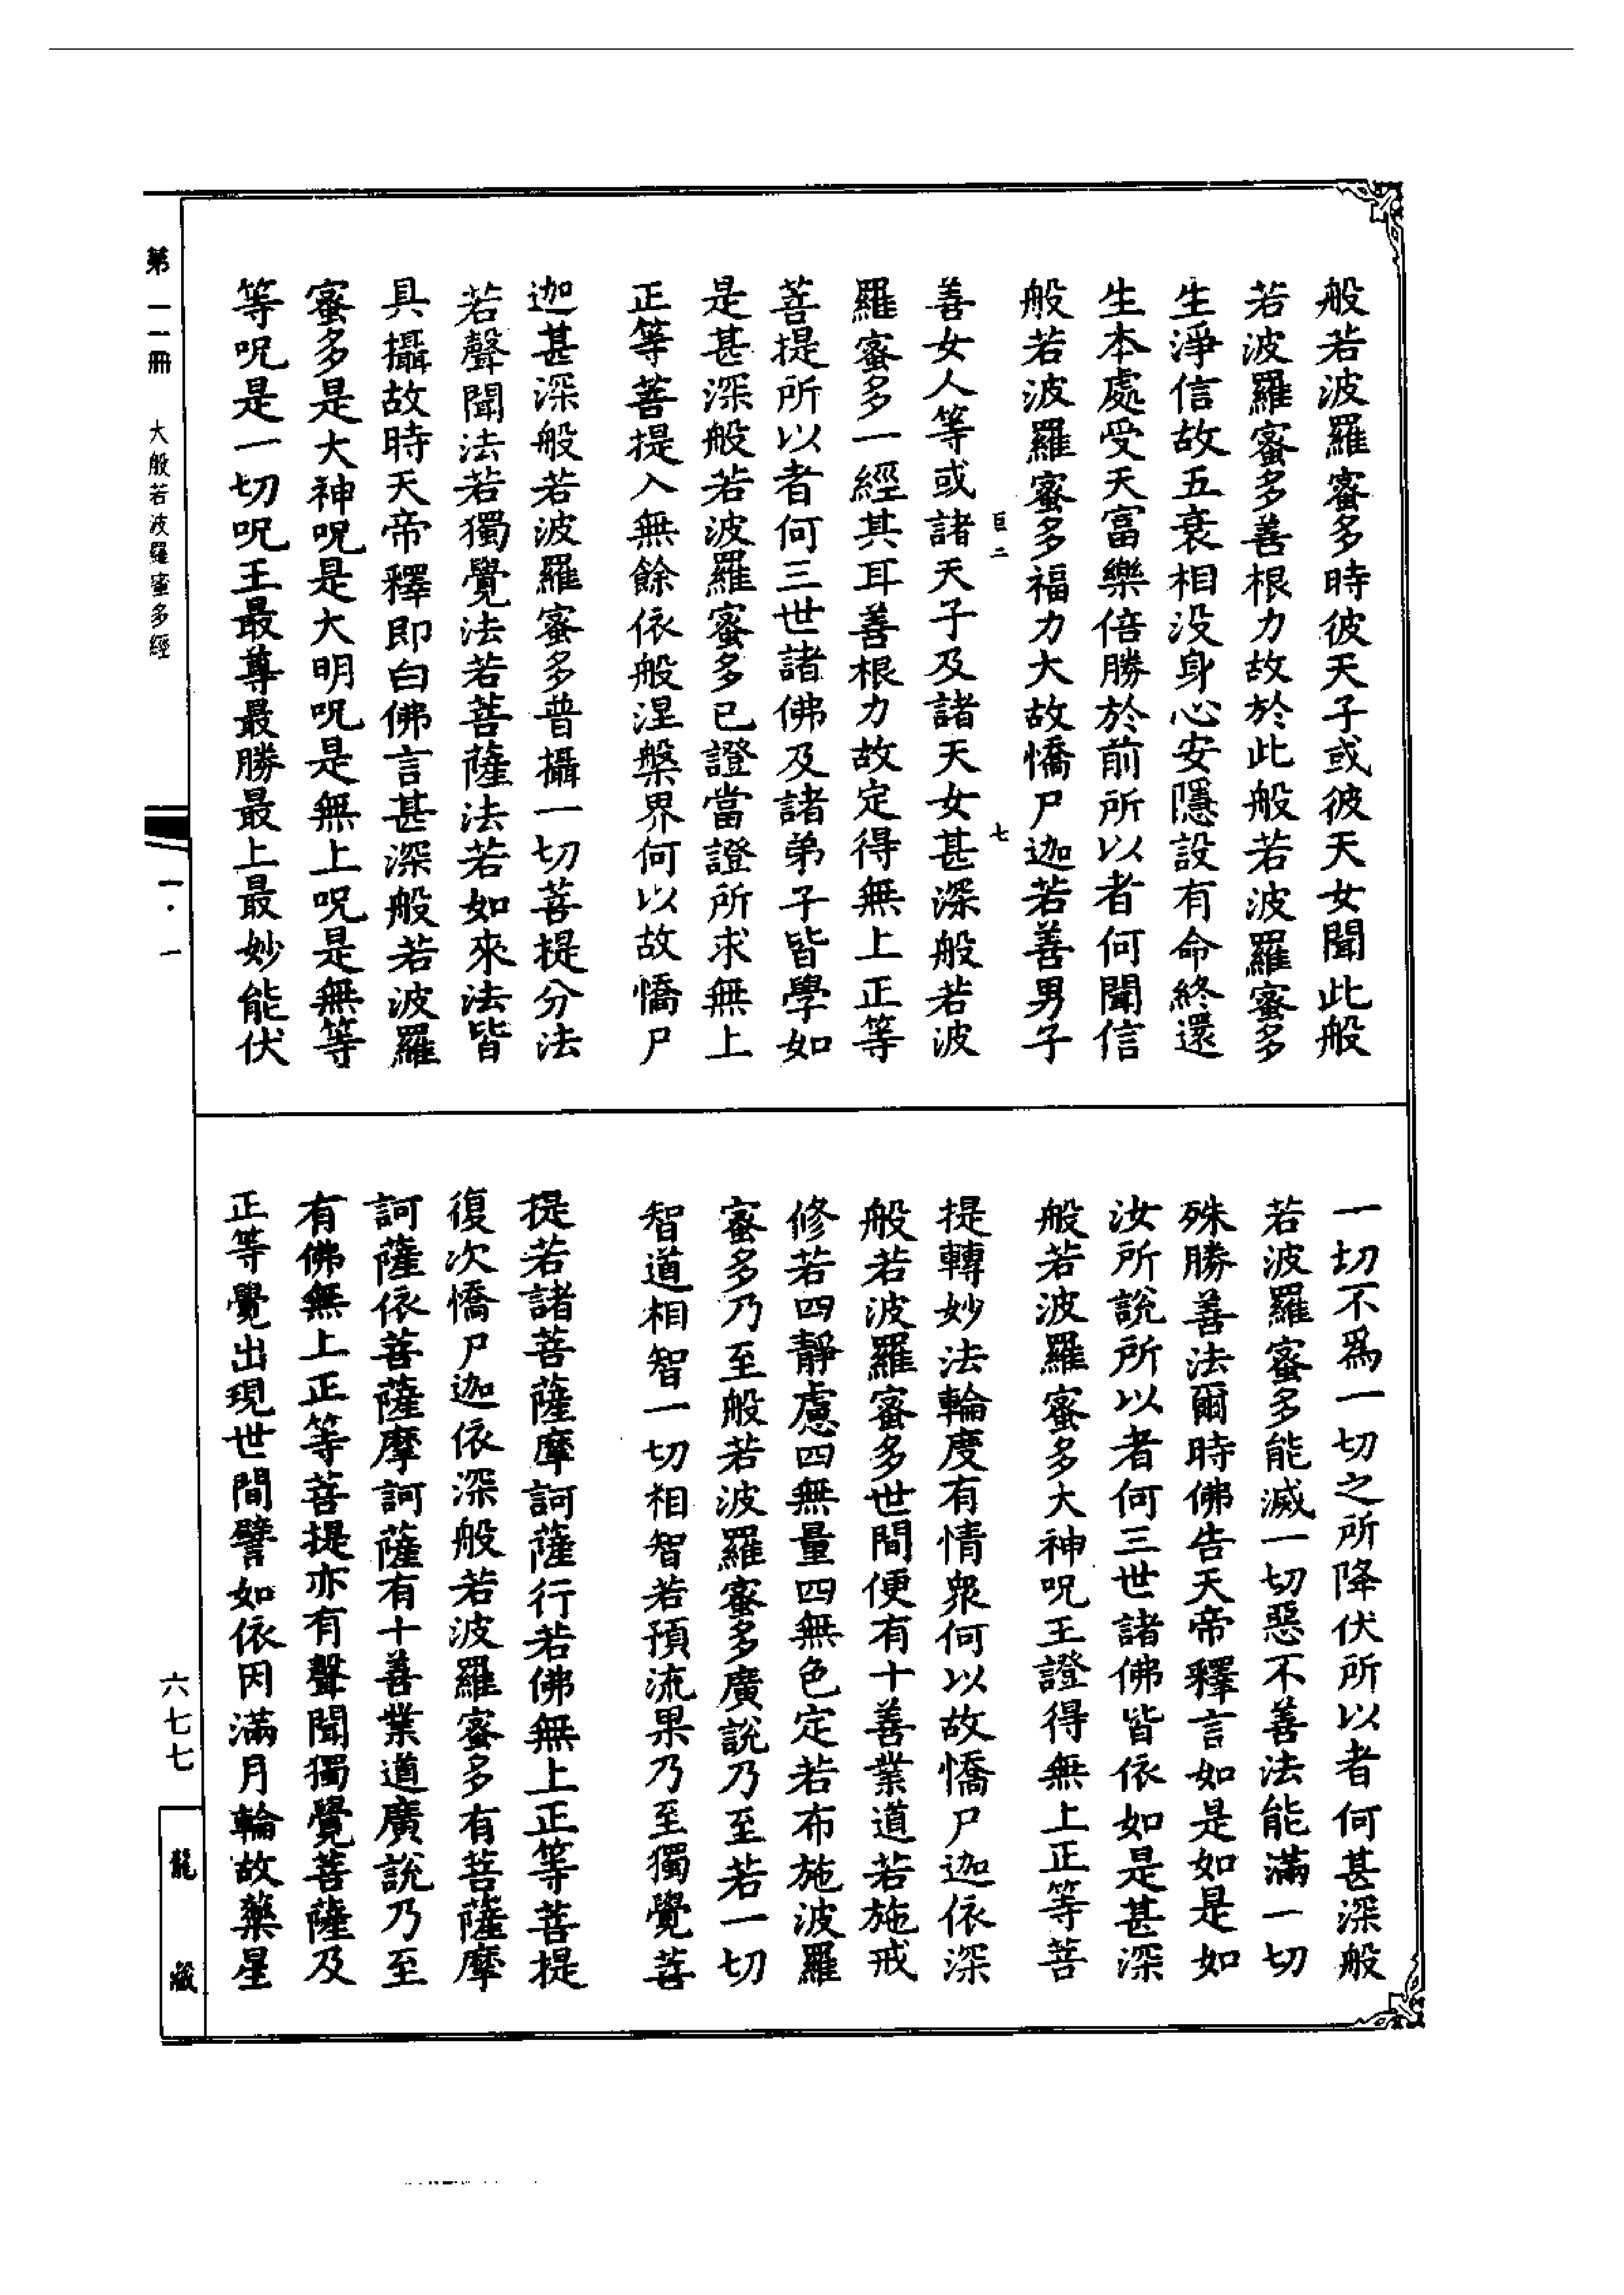 般若波羅蜜多時彼天子或彼天女聞此般
若波羅蜜多善根力故於此般若波羅蜜多
生淨信故五衰相没身心安隱設有命終還
生本處受天富樂倍勝於前所以者何聞信
般若波羅蜜多福力大故憍尸迦若善男子
巨二 七
善女人等或諸天子及諸天女甚深般若波
羅蜜多一經其耳善根力故定得無上正等
菩提所以者何三世諸佛及諸弟子皆學如
是甚深般若波羅蜜多已證當證所求無上
正等菩提入無餘依般涅槃界何以故憍尸
迦甚深般若波羅蜜多普攝一切菩提分法
若聲聞法若獨覺法若菩薩法若如來法皆
具攝故時天帝釋即白佛言甚深般若波羅
蜜多是大神呪是大明呪是無上呪是無等
等呪是一切呪王最尊最勝最上最妙能伏
一切不爲一切之所降伏所以者何甚深般
若波羅蜜多能滅一切惡不善法能滿一切
殊勝善法爾時佛告天帝釋言如是如是如
汝所說所以者何三世諸佛皆依如是甚深
般若波羅蜜多大神呪王證得無上正等菩
提轉妙法輪度有情衆何以故憍尸迦依深
般若波羅蜜多世間便有十善業道若施戒
修若四靜慮四無量四無色定若布施波羅
蜜多乃至般若波羅蜜多廣說乃至若一切
智道相智一切相智若預流果乃至獨覺菩
提若諸菩薩摩訶薩行若佛無上正等菩提
復次憍尸迦依深般若波羅蜜多有菩薩摩
訶薩依菩薩摩訶薩有十善業道廣說乃至
有佛無上正等菩提亦有聲聞獨覺菩薩及
正等覺出現世間譬如依因滿月輪故藥星
第一一冊 大般若波羅蜜多經
一·一
六七七
龍藏